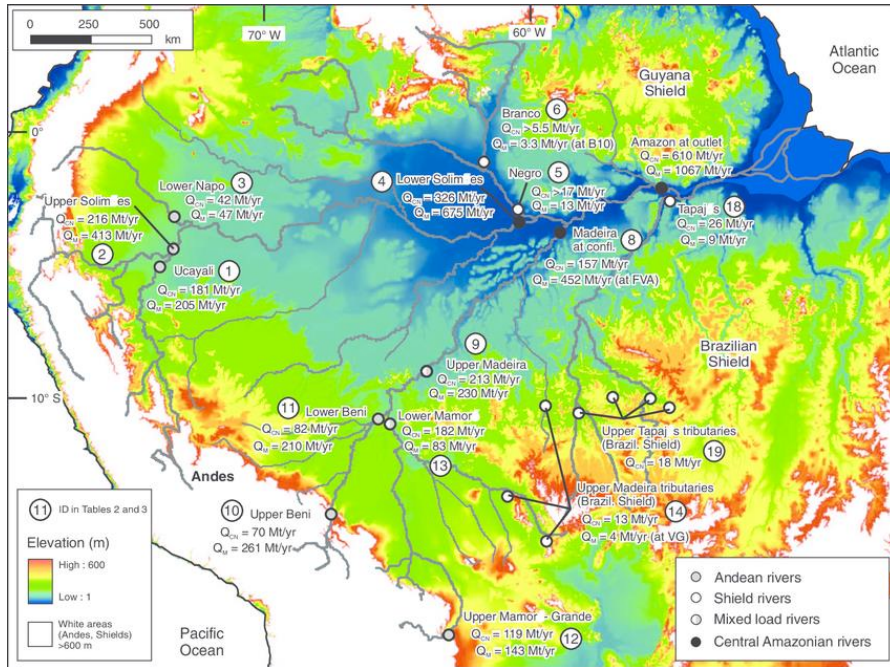 0
250
500
km
70° W
60° W
Atlantic
Ocean
Guyana
Shield
Branco
6
QCN >5.5 Mt/yr
QM = 3.3 Mt/yr (at B10)
Amazon at outlet
QCN = 610 Mt/yr
QM = 1067 Mt/yr
0°
Lower Napo
3
QCN = 42 Mt/yr
QM = 47 Mt/yr
4
Lower Solim es
QCN = 326 Mt/yr
QM = 675 Mt/yr
Negro
5
QCN >17 Mt/yr
QM = 13 Mt/yr
Upper Solim es
QCN = 216 Mt/yr
QM = 413 Mt/yr
2
Tapaj s
18
QCN = 26 Mt/yr
QM = 9 Mt/yr
Madeira
at confl.
8
QCN = 157 Mt/yr
QM = 452 Mt/yr (at FVA)
Ucayali
1
QCN = 181 Mt/yr
QM = 205 Mt/yr
Brazilian
Shield
9
Upper Madeira
QCN = 213 Mt/yr
QM = 230 Mt/yr
10° S
11
Lower Beni
QCN = 82 Mt/yr
QM = 210 Mt/yr
Lower Mamor
QCN = 182 Mt/yr
QM = 83 Mt/yr
13
Upper Tapaj s tributaries
(Brazil. Shield)
QCN = 18 Mt/yr
19
Andes
Upper Madeira tributaries
(Brazil. Shield)
QCN = 13 Mt/yr
QM = 4 Mt/yr (at VG)
14
10
Upper Beni
QCN = 70 Mt/yr
QM = 261 Mt/yr
11
ID in Tables 2 and 3
Elevation (m)
High : 600
Low : 1
White areas
(Andes, Shields)
>600 m
Pacific
Ocean
Upper Mamor - Grande
QCN = 119 Mt/yr
QM = 143 Mt/yr
12
Andean rivers
Shield rivers
Mixed load rivers
Central Amazonian rivers